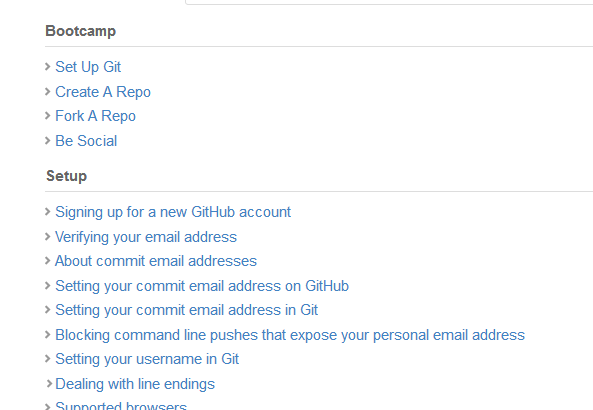 Bootcamp
Set Up Git
Create A Repo
Fork A Repo
Be Social
Setup
Signing up for a new GitHub account
Verifying your email address
About commit email addresses
Setting your commit email address on GitHub
Setting your commit email address in Git
Blocking command line pushes that expose your personal email address
Setting your username in Git
Dealing with line endings
Supported browsers